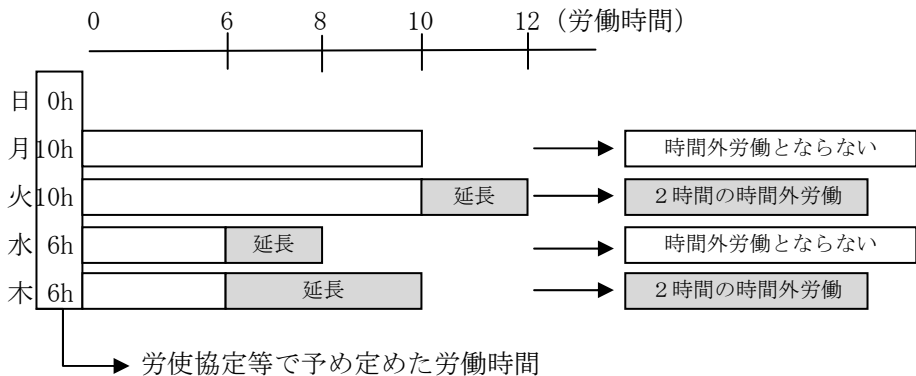 0 6 8 10 12（労働時間）
日 0h
月 10h 時間外労働とならない
火 10h 延長 ２時間の時間外労働
水 6h 延長 時間外労働とならない
木 6h 延長 ２時間の時間外労働
労使協定等で予め定めた労働時間